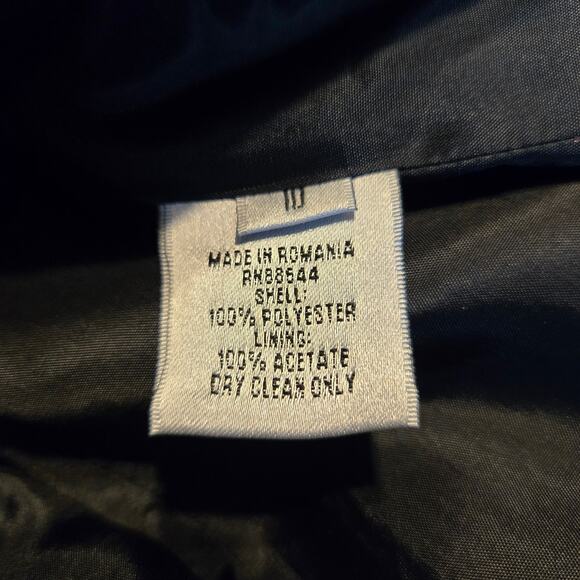 10
MADE IN ROMANIA
RN88544
SHELL:
100% POLYESTER
LINING:
100% ACETATE
DRY CLEAN ONLY